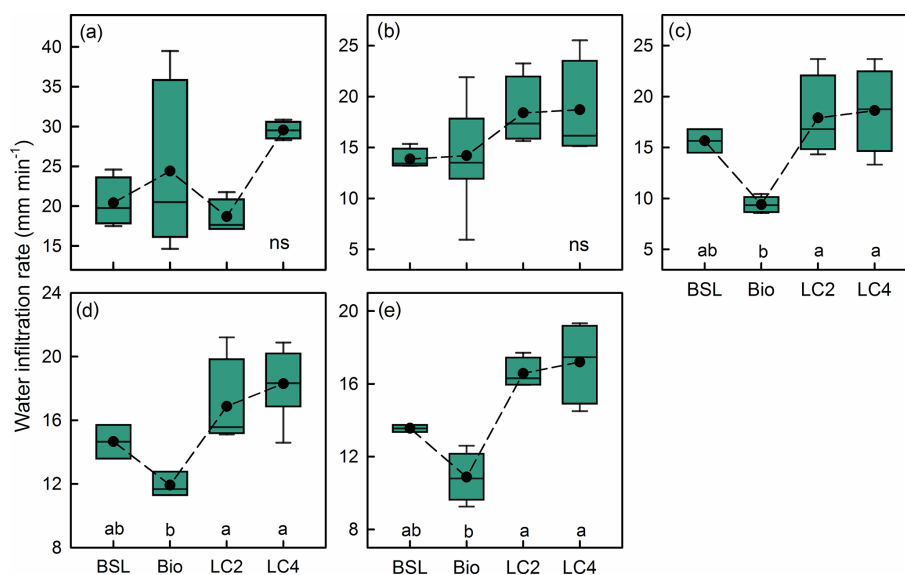 (a)
40
35
30
25
20
15
ns
(b)
25
20
15
10
5
ns
(c)
25
20
15
10
5
ab b a a
BSL Bio LC2 LC4
Water infiltration rate (mm min⁻¹)
(d)
24
20
16
12
8
ab b a a
BSL Bio LC2 LC4
(e)
20
16
12
8
ab b a a
BSL Bio LC2 LC4